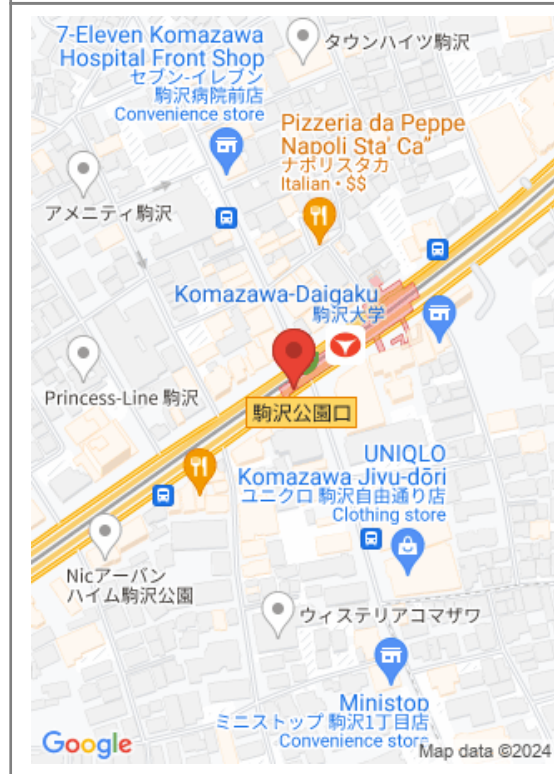 7-Eleven Komazawa
Hospital Front Shop
セブン-イレブン
駒沢病院前店
Convenience store
タウンハイツ駒沢
Pizzeria da Peppe
Napoli Sta' Ca"
ナポリスタカ
Italian • $$
アメニティ駒沢
Komazawa-Daigaku
駒沢大学
Princess-Line 駒沢
駒沢公園口
UNIQLO
Komazawa Jiyu-dōri
ユニクロ 駒沢自由通り店
Clothing store
Nicアーバン
ハイム駒沢公園
ウィステリアコマザワ
Ministop
ミニストップ 駒沢1丁目店
Convenience store
Google
Map data ©2024